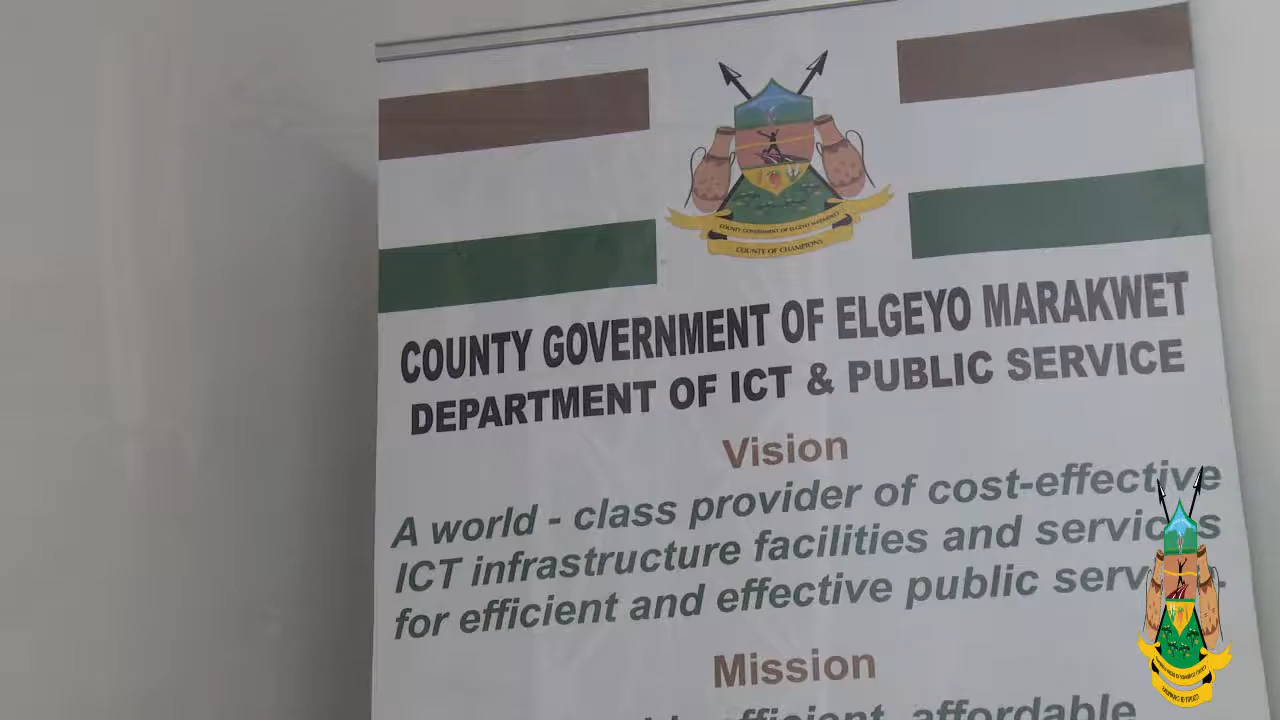 COUNTY GOVERNMENT OF ELGEYO MARAKWET
COUNTY OF CHAMPIONS
COUNTY GOVERNMENT OF ELGEYO MARAKWET
DEPARTMENT OF ICT & PUBLIC SERVICE
Vision
A world - class provider of cost-effective
ICT infrastructure facilities and services
for efficient and effective public
Mission
efficient, affordable